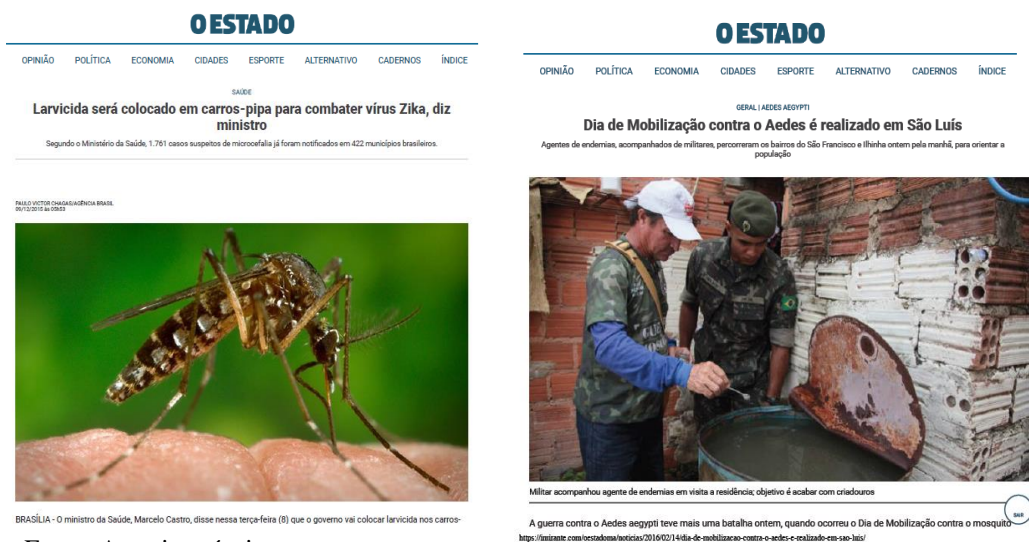 O ESTADO
OPINIÃO POLÍTICA ECONOMIA CIDADES ESPORTE ALTERNATIVO CADERNOS ÍNDICE
SAÚDE
Larvicida será colocado em carros-pipa para combater vírus Zika, diz
ministro
Segundo o Ministério da Saúde, 1.761 casos suspeitos de microcefalia já foram notificados em 422 municípios brasileiros.
PAULO VICTOR CHAGAS/AGÊNCIA BRASIL
09/12/2015 às 05h53
BRASÍLIA - O ministro da Saúde, Marcelo Castro, disse nessa terça-feira (8) que o governo vai colocar larvicida nos carros-
O ESTADO
OPINIÃO POLÍTICA ECONOMIA CIDADES ESPORTE ALTERNATIVO CADERNOS ÍNDICE
GERAL | AEDES AEGYPTI
Dia de Mobilização contra o Aedes é realizado em São Luís
Agentes de endemias, acompanhados de militares, percorreram os bairros do São Francisco e Ilhinha ontem pela manhã, para orientar a
população
Militar acompanhou agente de endemias em visita a residência; objetivo é acabar com criadouros
A guerra contra o Aedes aegypti teve mais uma batalha ontem, quando ocorreu o Dia de Mobilização contra o mosquito
https://imirante.com/oestadoma/noticias/2016/02/14/dia-de-mobilizacao-contra-o-aedes-e-realizado-em-sao-luis/